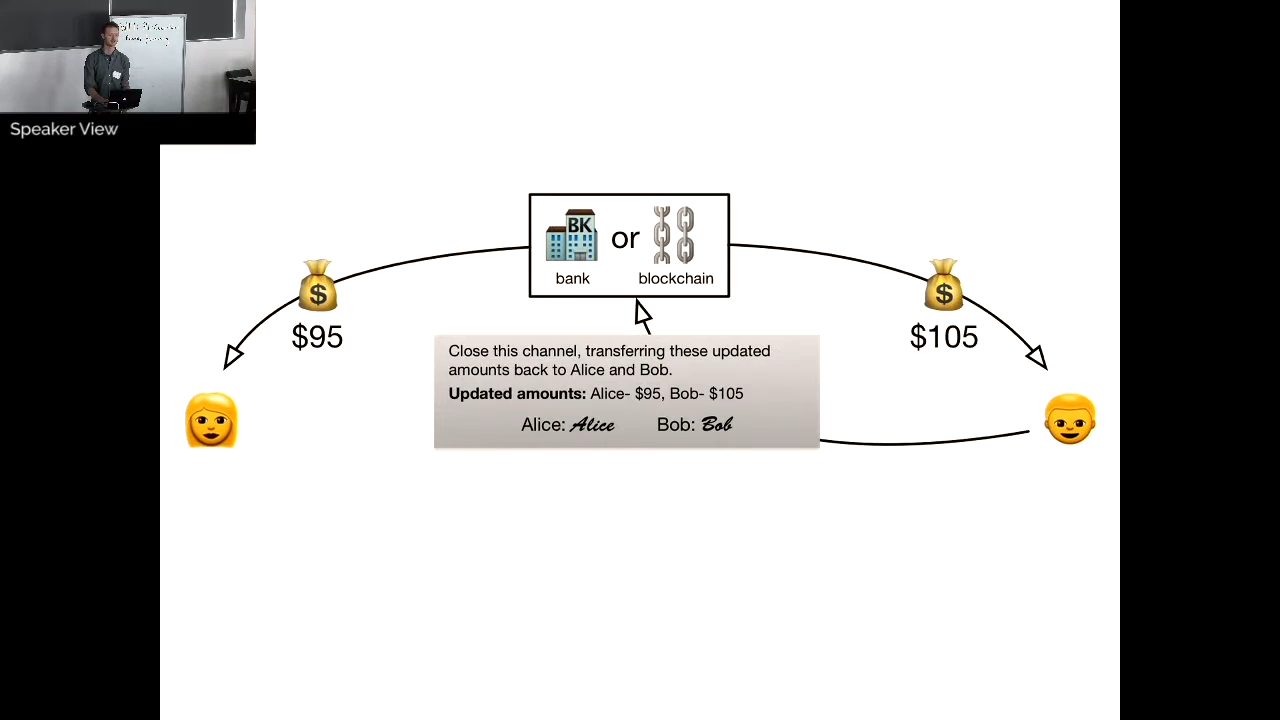 Speaker View
BK
or
bank
blockchain
$
$95
$
$105
Close this channel, transferring these updated
amounts back to Alice and Bob.
Updated amounts: Alice- $95, Bob- $105
Alice: Alice Bob: Bob